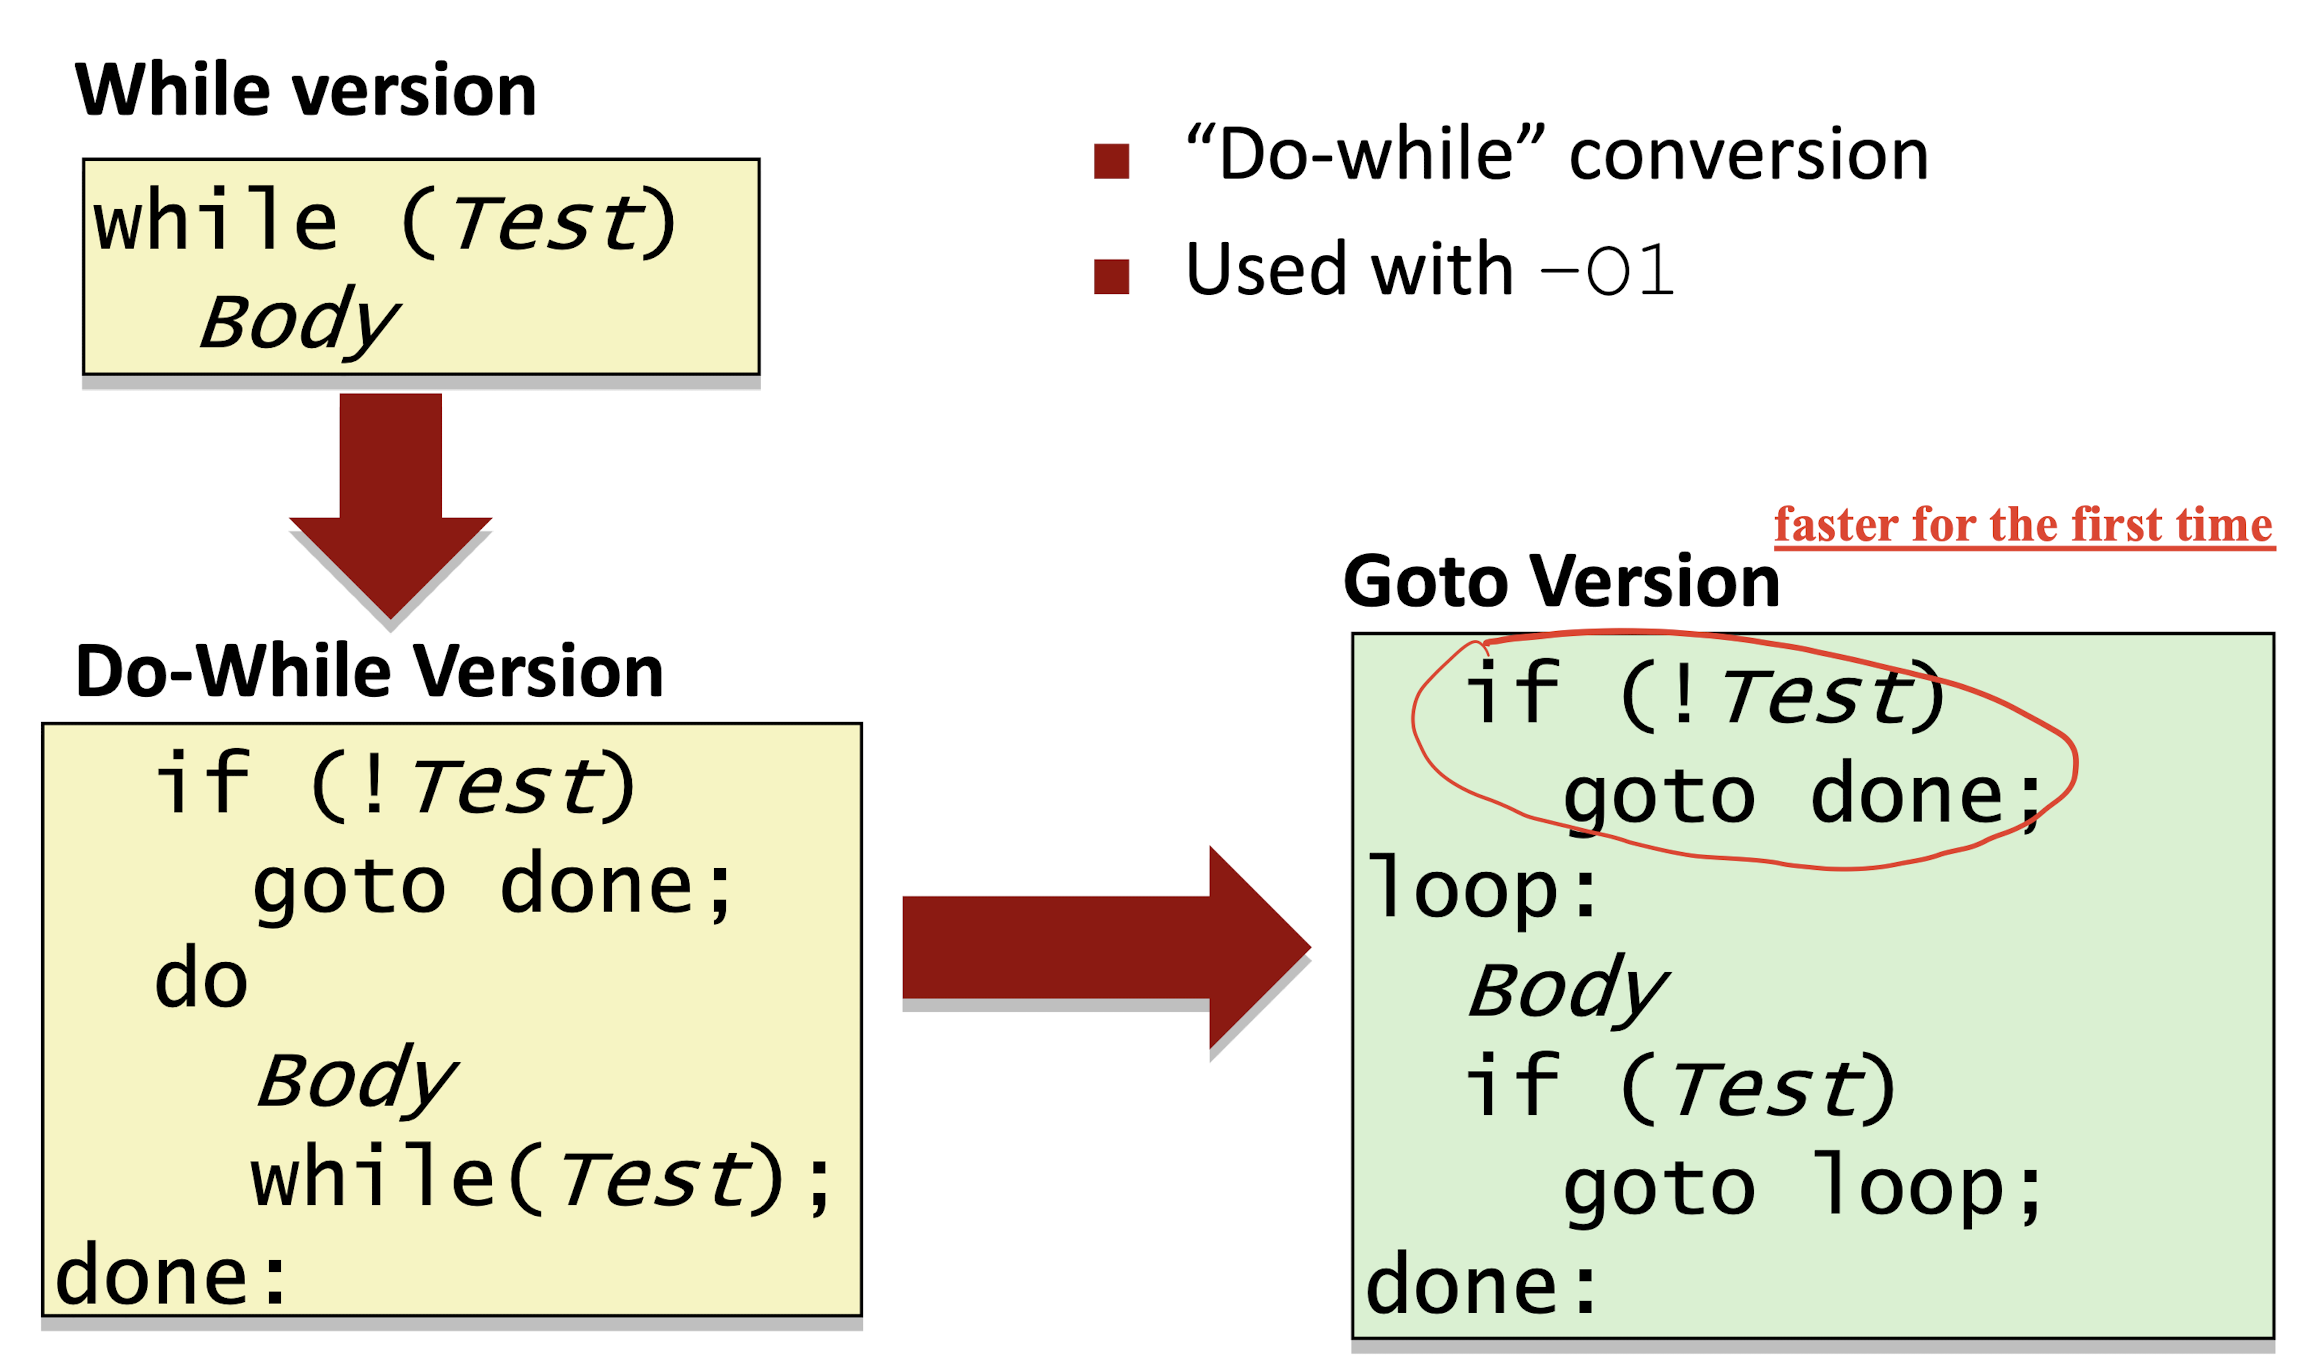 While version
while (Test)
Body
“Do-while” conversion
Used with –O1
Do-While Version
if (!Test)
goto done;
do
Body
while(Test);
done:
faster for the first time
Goto Version
if (!Test)
goto done;
loop:
Body
if (Test)
goto loop;
done: